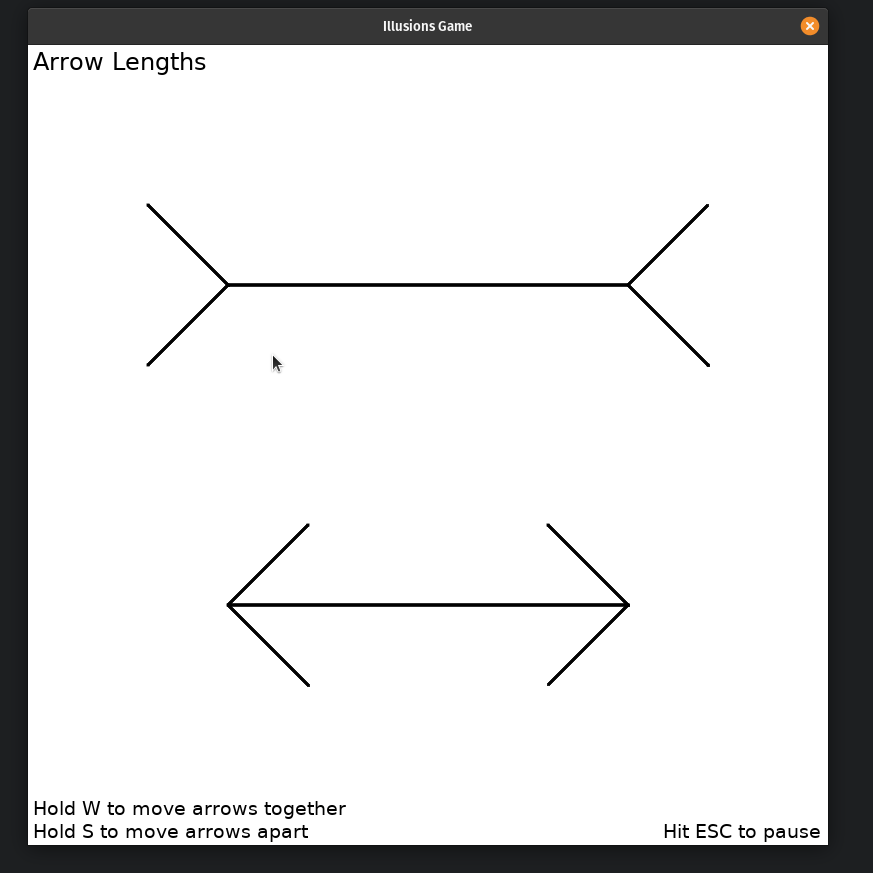 Illusions Game
Arrow Lengths
Hold W to move arrows together
Hold S to move arrows apart
Hit ESC to pause